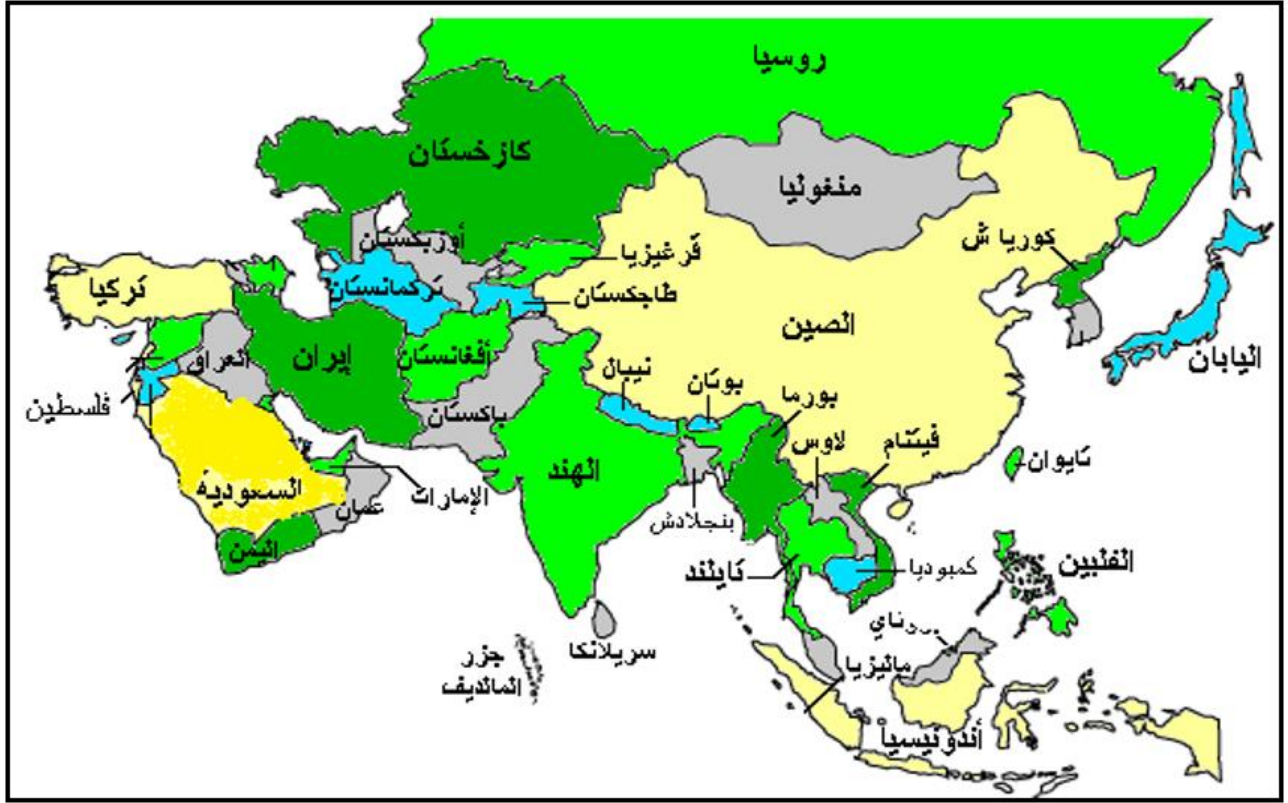 روسيا
كازخستان
منغوليا
أوزبكستان
قرغيزيا
كوريا ش
تركيا
تركمانستان
طاجكستان
الصين
اليابان
إيران
أفغانستان
العراق
فلسطين
نيبال
بوتان
بورما
باكستان
لاوس
فيتنام
تايوان
الهند
السعودية
الإمارات
عمان
بنجلادش
اليمن
تايلند
كمبوديا
الفلبين
سريلانكا
جزر
المالديف
ماليزيا
أندونيسيا